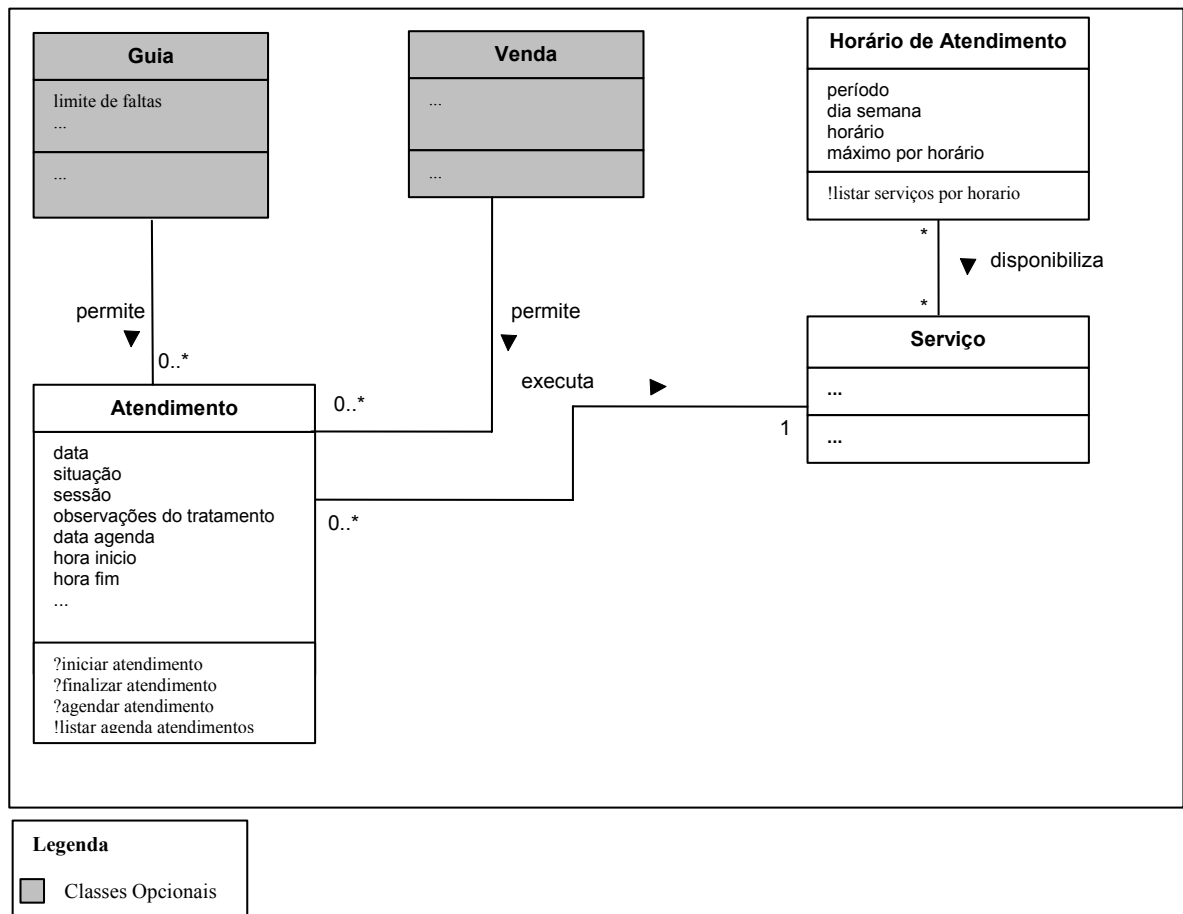 Guia
limite de faltas
...
...
Venda
...
...
Horário de Atendimento
período
dia semana
horário
máximo por horário
!listar serviços por horario
*
disponibiliza
*
permite
0..*
permite
executa
Serviço
...
...
1
Atendimento
0..*
data
situação
sessão
observações do tratamento
data agenda
hora inicio
hora fim
...
0..*
?iniciar atendimento
?finalizar atendimento
?agendar atendimento
!listar agenda atendimentos
Legenda
Classes Opcionais